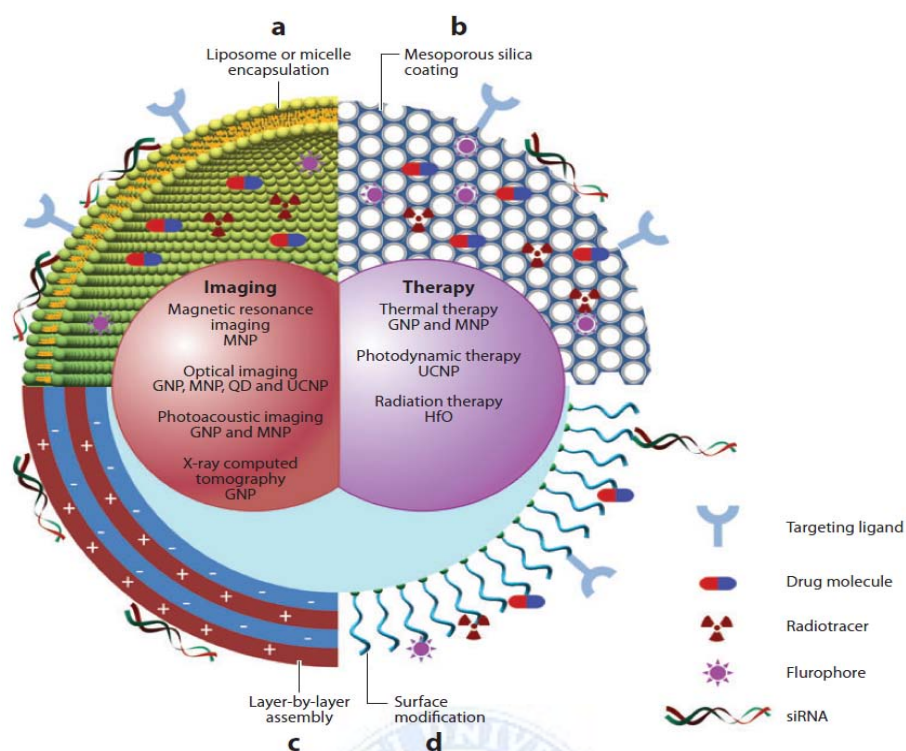 a
b
Liposome or micelle
encapsulation
Mesoporous silica
coating
Imaging
Magnetic resonance
imaging
MNP
Optical imaging
GNP, MNP, QD and UCNP
Photoacoustic imaging
GNP and MNP
X-ray computed
tomography
GNP
Therapy
Thermal therapy
GNP and MNP
Photodynamic therapy
UCNP
Radiation therapy
HfO
+ - + -
Targeting ligand
Drug molecule
Radiotracer
Flurophore
siRNA
Layer-by-layer
assembly
Surface
modification
c
d
UNIV